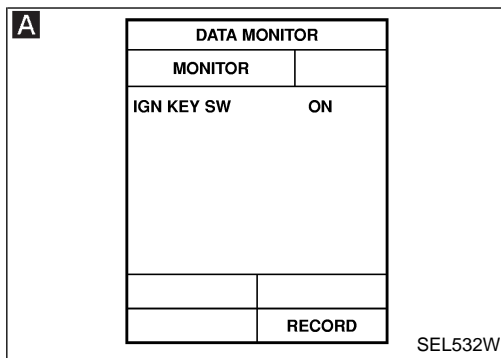 A
DATA MONITOR
MONITOR
IGN KEY SW ON
RECORD
SEL532W